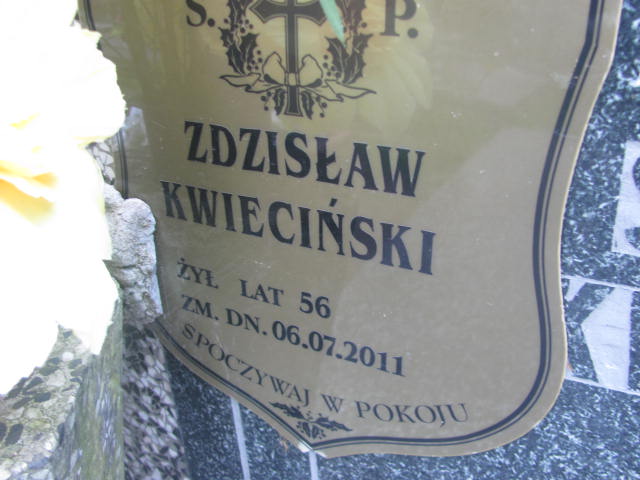 S. P.
ZDZISŁAW
KWIECIŃSKI
ŻYŁ LAT 56
ZM. DN. 06.07.2011
SPOCZYWAJ W POKOJU